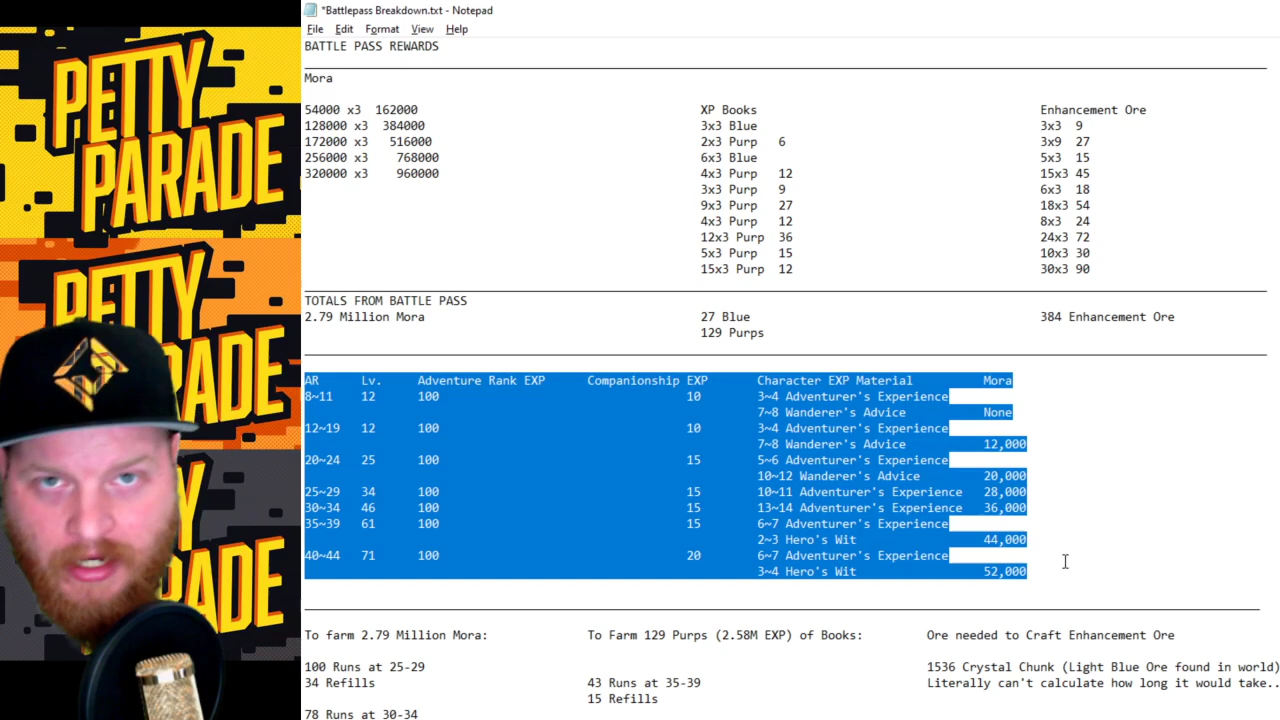 *Battlepass Breakdown.txt - Notepad
File Edit Format View Help
BATTLE PASS REWARDS
Mora
54000 x3 162000
128000 x3 384000
172000 x3 516000
256000 x3 768000
320000 x3 960000
XP Books
3x3 Blue
2x3 Purp 6
6x3 Blue
4x3 Purp 12
3x3 Purp 9
9x3 Purp 27
4x3 Purp 12
12x3 Purp 36
5x3 Purp 15
15x3 Purp 12
Enhancement Ore
3x3 9
3x9 27
5x3 15
15x3 45
6x3 18
18x3 54
8x3 24
24x3 72
10x3 30
30x3 90
TOTALS FROM BATTLE PASS
2.79 Million Mora 27 Blue 384 Enhancement Ore
129 Purps
AR Lv. Adventure Rank EXP Companionship EXP Character EXP Material Mora
8~11 12 100 10 3~4 Adventurer's Experience
7~8 Wanderer's Advice None
12~19 12 100 10 3~4 Adventurer's Experience
7~8 Wanderer's Advice 12,000
20~24 25 100 15 5~6 Adventurer's Experience
10~12 Wanderer's Advice 20,000
25~29 34 100 15 10~11 Adventurer's Experience 28,000
30~34 46 100 15 13~14 Adventurer's Experience 36,000
35~39 61 100 15 6~7 Adventurer's Experience
2~3 Hero's Wit 44,000
40~44 71 100 20 6~7 Adventurer's Experience
3~4 Hero's Wit 52,000
To farm 2.79 Million Mora:
100 Runs at 25-29
34 Refills
78 Runs at 30-34
To Farm 129 Purps (2.58M EXP) of Books:
43 Runs at 35-39
15 Refills
Ore needed to Craft Enhancement Ore
1536 Crystal Chunk (Light Blue Ore found in world)
Literally can't calculate how long it would take..
PETTY
PARADE
PETTY
PARADE
PARADE